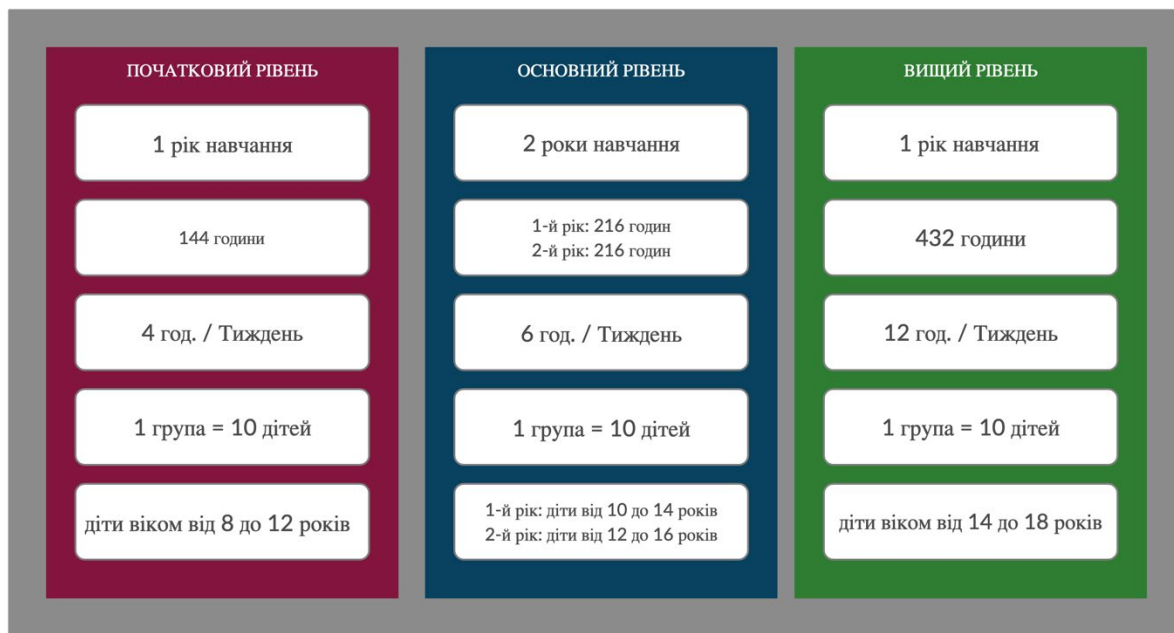 ПОЧАТКОВИЙ РІВЕНЬ
1 рік навчання
144 години
4 год. / Тиждень
1 група = 10 дітей
діти віком від 8 до 12 років
ОСНОВНИЙ РІВЕНЬ
2 роки навчання
1-й рік: 216 годин
2-й рік: 216 годин
6 год. / Тиждень
1 група = 10 дітей
1-й рік: діти від 10 до 14 років
2-й рік: діти від 12 до 16 років
ВИЩИЙ РІВЕНЬ
1 рік навчання
432 години
12 год. / Тиждень
1 група = 10 дітей
діти віком від 14 до 18 років